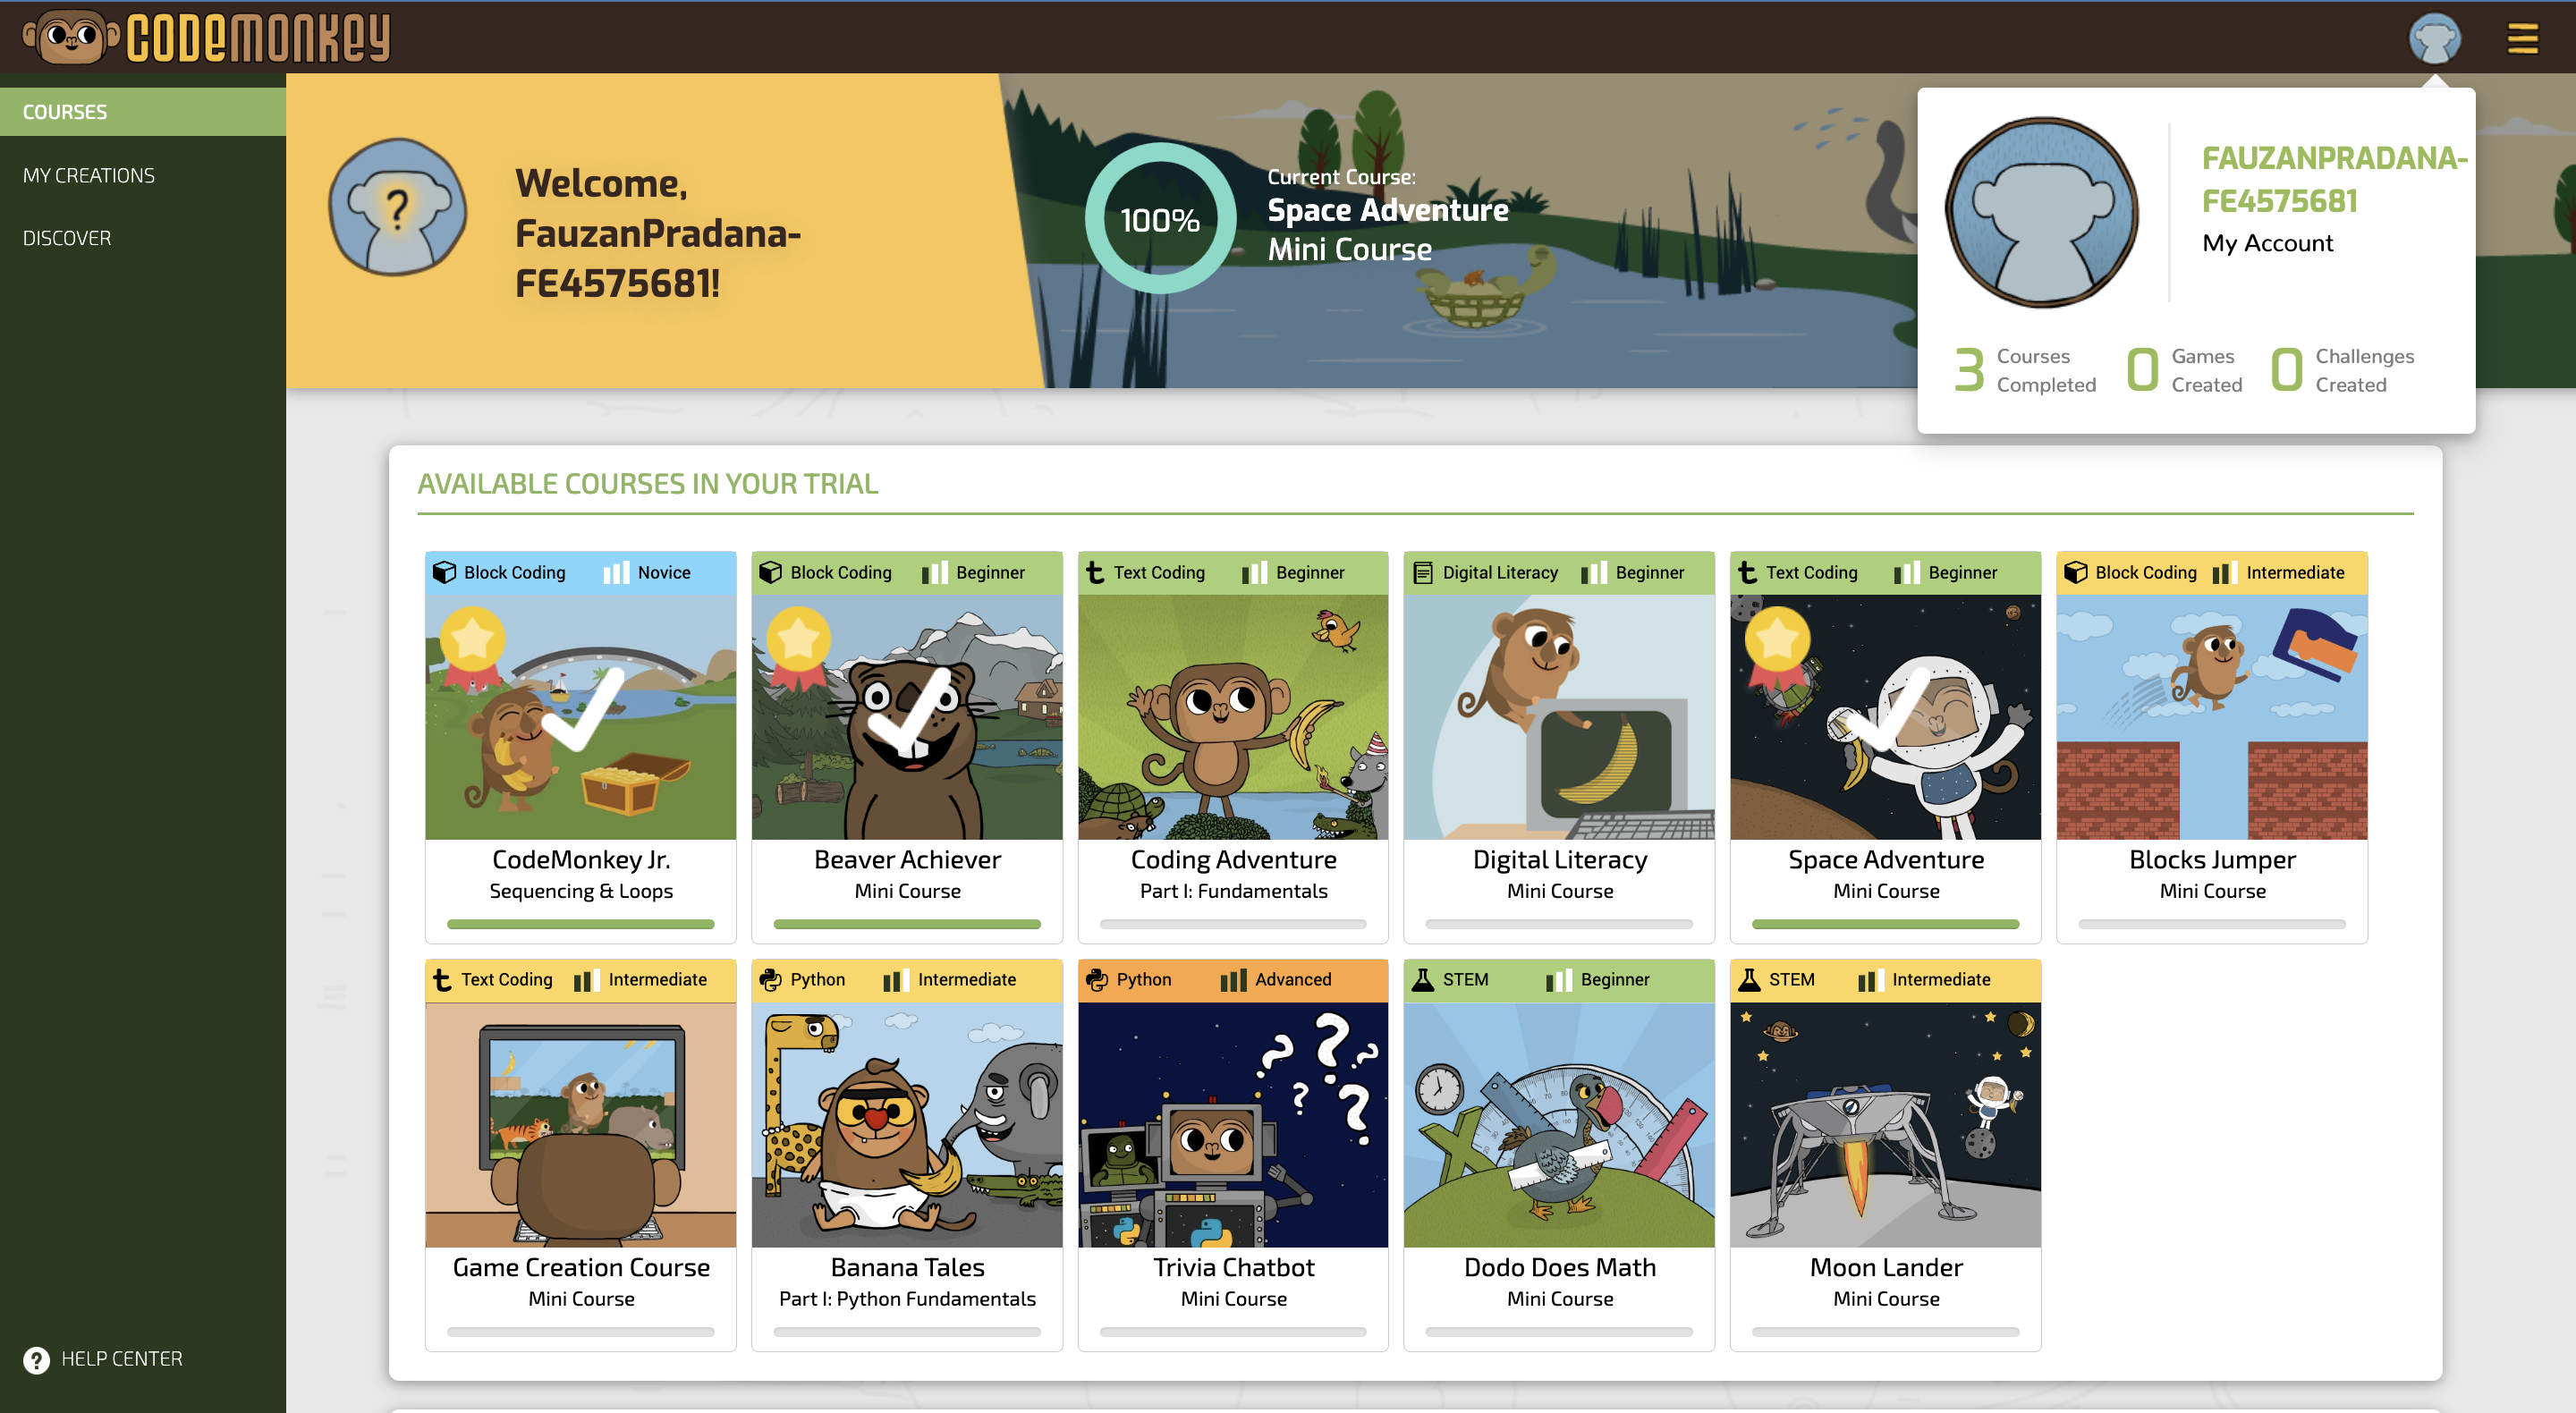 CODEMONKEY
COURSES
MY CREATIONS
DISCOVER
HELP CENTER
Welcome,
FauzanPradana-
FE4575681!
100%
Current Course:
Space Adventure
Mini Course
FAUZANPRADANA-
FE4575681
My Account
3 Courses Completed
0 Games Created
0 Challenges Created
AVAILABLE COURSES IN YOUR TRIAL
Block Coding Novice
CodeMonkey Jr.
Sequencing & Loops
Block Coding Beginner
Beaver Achiever
Mini Course
Text Coding Beginner
Coding Adventure
Part I: Fundamentals
Digital Literacy Beginner
Digital Literacy
Mini Course
Text Coding Beginner
Space Adventure
Mini Course
Block Coding Intermediate
Blocks Jumper
Mini Course
Text Coding Intermediate
Game Creation Course
Mini Course
Python Intermediate
Banana Tales
Part I: Python Fundamentals
Python Advanced
Trivia Chatbot
Mini Course
STEM Beginner
Dodo Does Math
Mini Course
STEM Intermediate
Moon Lander
Mini Course